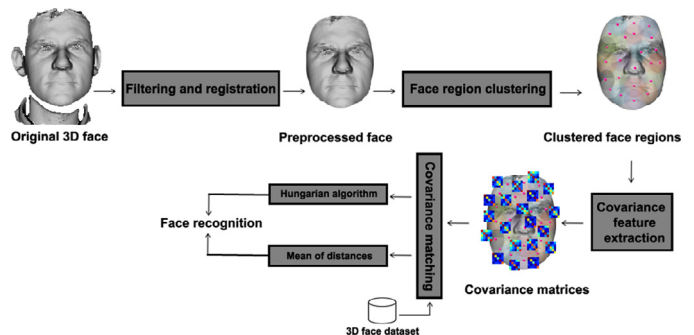 Filtering and registration
Face region clustering
Original 3D face
Preprocessed face
Clustered face regions
Covariance
feature
extraction
Covariance matrices
Covariance matching
Hungarian algorithm
Mean of distances
Face recognition
3D face dataset